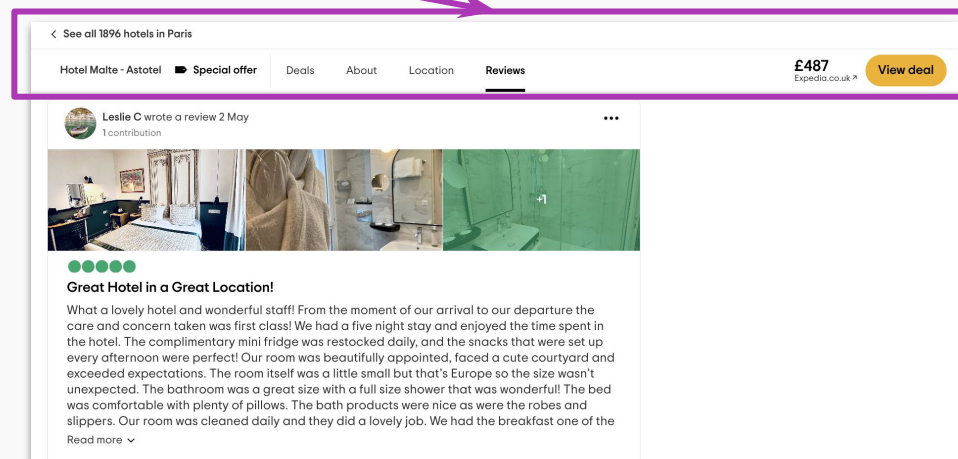 See all 1896 hotels in Paris
Hotel Malte - Astotel Special offer Deals About Location Reviews £487 View deal
Expedia.co.uk
Leslie C wrote a review 2 May
1 contribution
+1
Great Hotel in a Great Location!
What a lovely hotel and wonderful staff! From the moment of our arrival to our departure the
care and concern taken was first class! We had a five night stay and enjoyed the time spent in
the hotel. The complimentary mini fridge was restocked daily, and the snacks that were set up
every afternoon were perfect! Our room was beautifully appointed, faced a cute courtyard and
exceeded expectations. The room itself was a little small but that's Europe so the size wasn't
unexpected. The bathroom was a great size with a full size shower that was wonderful! The bed
was comfortable with plenty of pillows. The bath products were nice as were the robes and
slippers. Our room was cleaned daily and they did a lovely job. We had the breakfast one of the
Read more